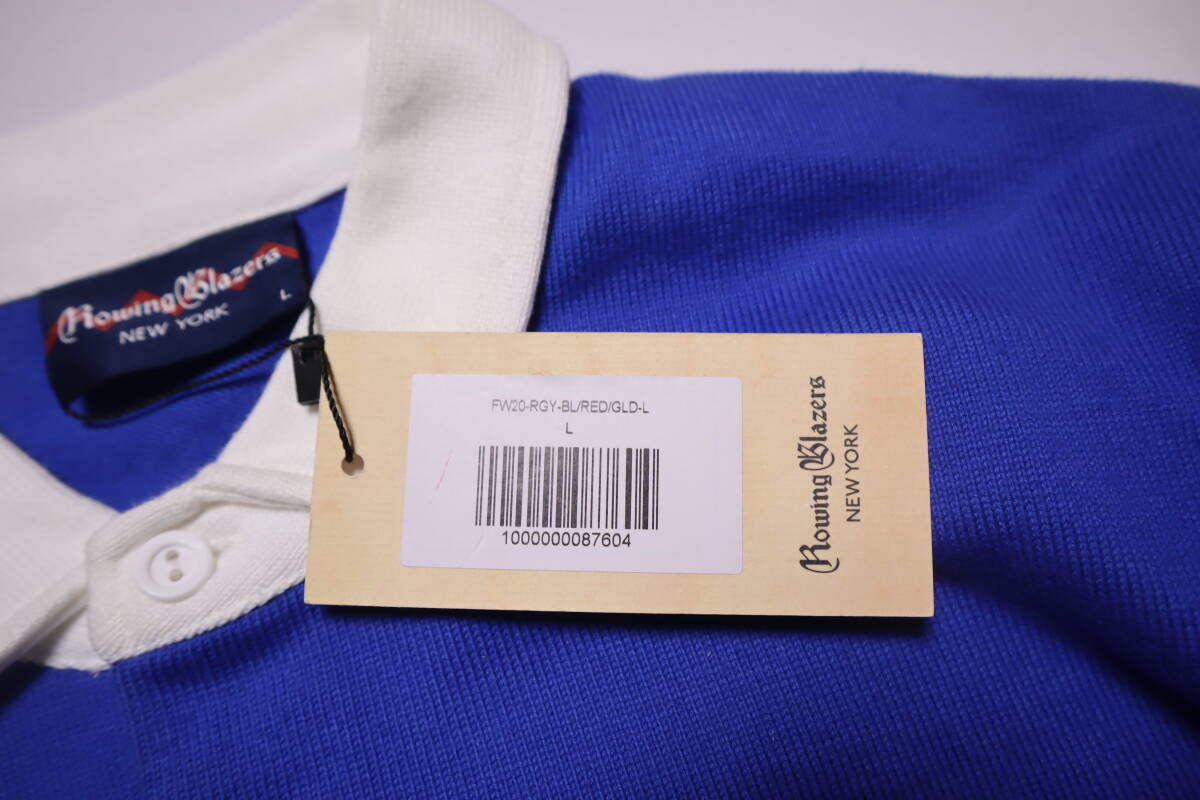 Rowing Blazers
NEW YORK
L
FW20-RGY-BL/RED/GLD-L
L
1000000087604
Rowing Blazers
NEW YORK